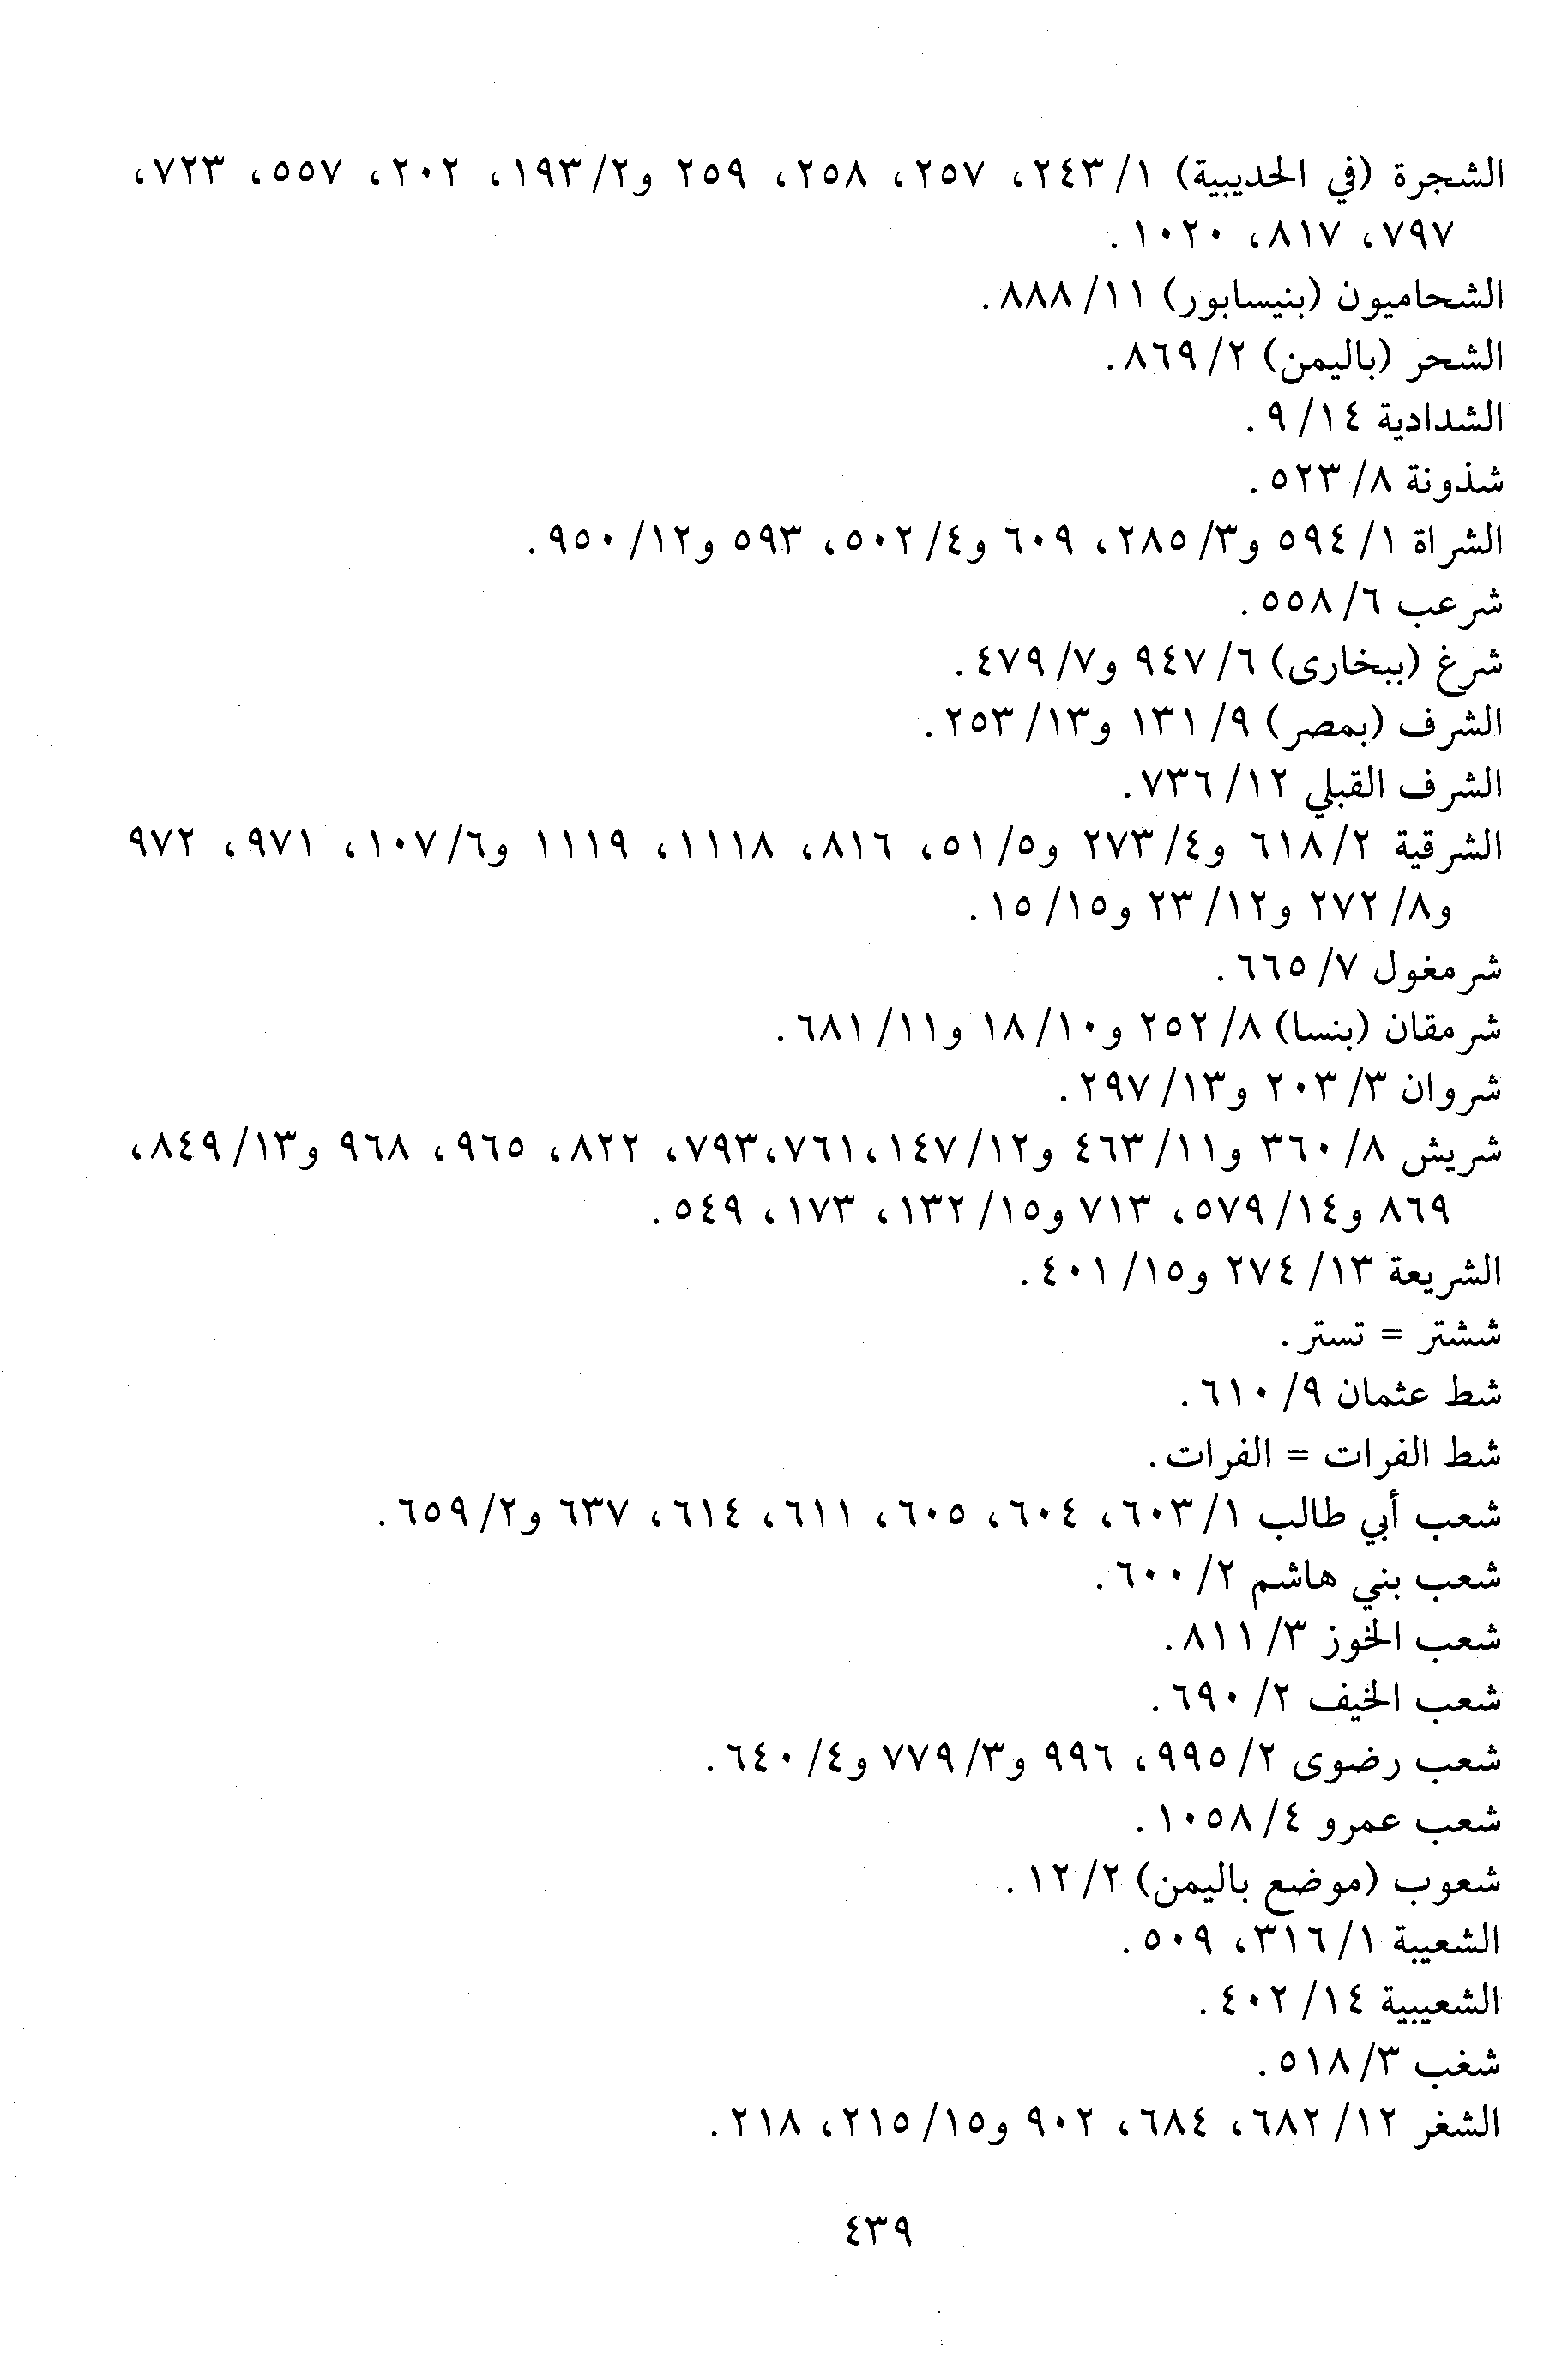 الشجرة (في الحديبية) ١/ ٢٤٣، ٢٥٧، ٢٥٨، ٢٥٩ و٢/ ١٩٣، ٢٠٢، ٥٥٧، ٧٢٣،
٧٩٧، ٨١٧، ١٠٢٠.
الشحاميون (بنيسابور) ١١/ ٨٨٨.
الشحر (باليمن) ٢/ ٨٦٩.
الشدادية ١٤/ ٩.
شذونة ٨/ ٥٢٣.
الشراة ١/ ٥٩٤ و٣/ ٢٨٥، ٦٠٩ و٤/ ٥٠٢، ٥٩٣ و١٢/ ٩٥٠.
شرعب ٦/ ٥٥٨.
شرغ (ببخارى) ٦/ ٩٤٧ و٧/ ٤٧٩.
الشرف (بمصر) ٩/ ١٣١ و١٣/ ٢٥٣.
الشرف القبلي ١٢/ ٧٣٦.
الشرقية ٢/ ٦١٨ و٤/ ٢٧٣ و٥/ ٥١، ٨١٦، ١١١٨، ١١١٩ و٦/ ١٠٧، ٩٧١، ٩٧٢
و٨/ ٢٧٢ و١٢/ ٢٣ و١٥/ ١٥.
شرمغول ٧/ ٦٦٥.
شرمقان (بنسا) ٨/ ٢٥٢ و١٠/ ١٨ و١١/ ٦٨١.
شروان ٣/ ٢٠٣ و١٣/ ٢٩٧.
شريش ٨/ ٣٦٠ و١١/ ٤٦٣ و١٢/ ١٤٧،٧٦١،٧٩٣، ٨٢٢، ٩٦٥، ٩٦٨ و١٣/ ٨٤٩،
٨٦٩ و١٤/ ٥٧٩، ٧١٣ و١٥/ ١٣٢، ١٧٣، ٥٤٩.
الشريعة ١٣/ ٢٧٤ و١٥/ ٤٠١.
ششتر = تستر.
شط عثمان ٩/ ٦١٠.
شط الفرات = الفرات.
شعب أبي طالب ١/ ٦٠٣، ٦٠٤، ٦٠٥، ٦١١، ٦١٤، ٦٣٧ و٢/ ٦٥٩.
شعب بني هاشم ٢/ ٦٠٠.
شعب الخوز ٣/ ٨١١.
شعب الخيف ٢/ ٦٩٠.
شعب رضوى ٢/ ٩٩٥، ٩٩٦ و٣/ ٧٧٩ و٤/ ٦٤٠.
شعب عمرو ٤/ ١٠٥٨.
شعوب (موضع باليمن) ٢/ ١٢.
الشعيبة ١/ ٣١٦، ٥٠٩.
الشعيبية ١٤/ ٤٠٢.
شغب ٣/ ٥١٨.
الشغر ١٢/ ٦٨٢، ٦٨٤، ٩٠٢ و١٥/ ٢١٥، ٢١٨.
٤٣٩